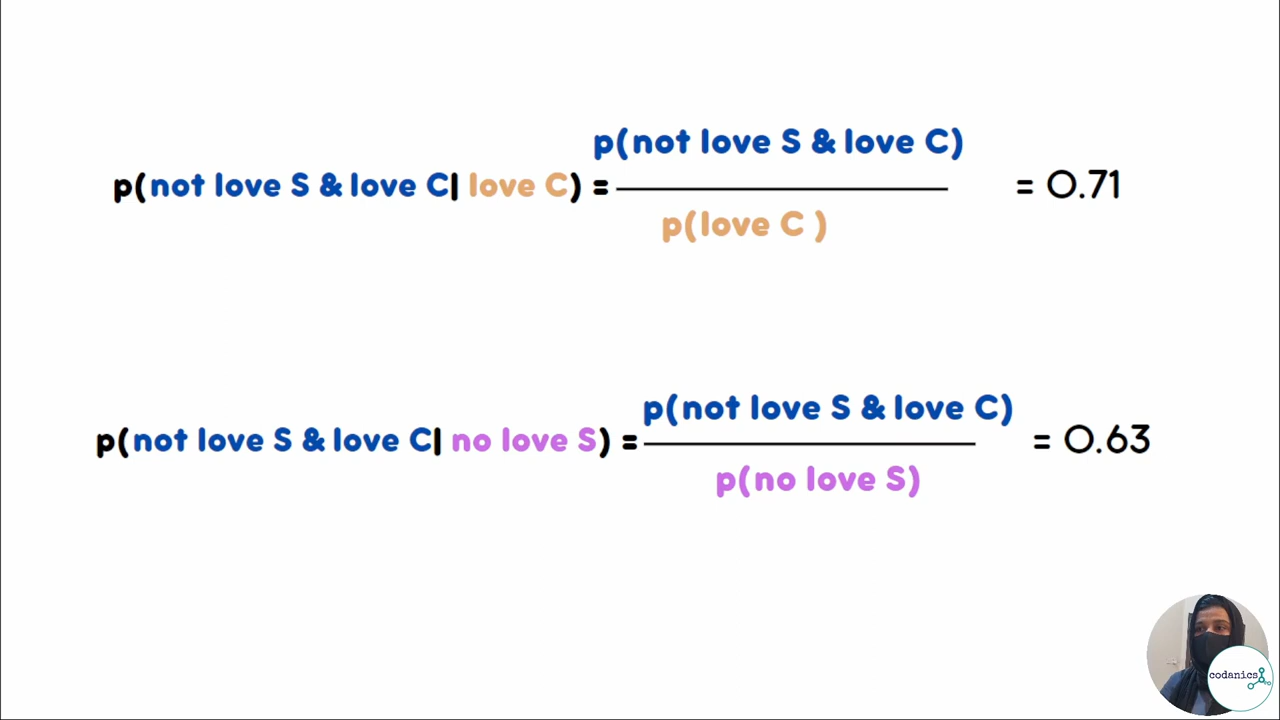 p(not love S & love C)
p(not love S & love C| love C) = = 0.71
p(love C )
p(not love S & love C)
p(not love S & love C| no love S) = = 0.63
p(no love S)
codanics